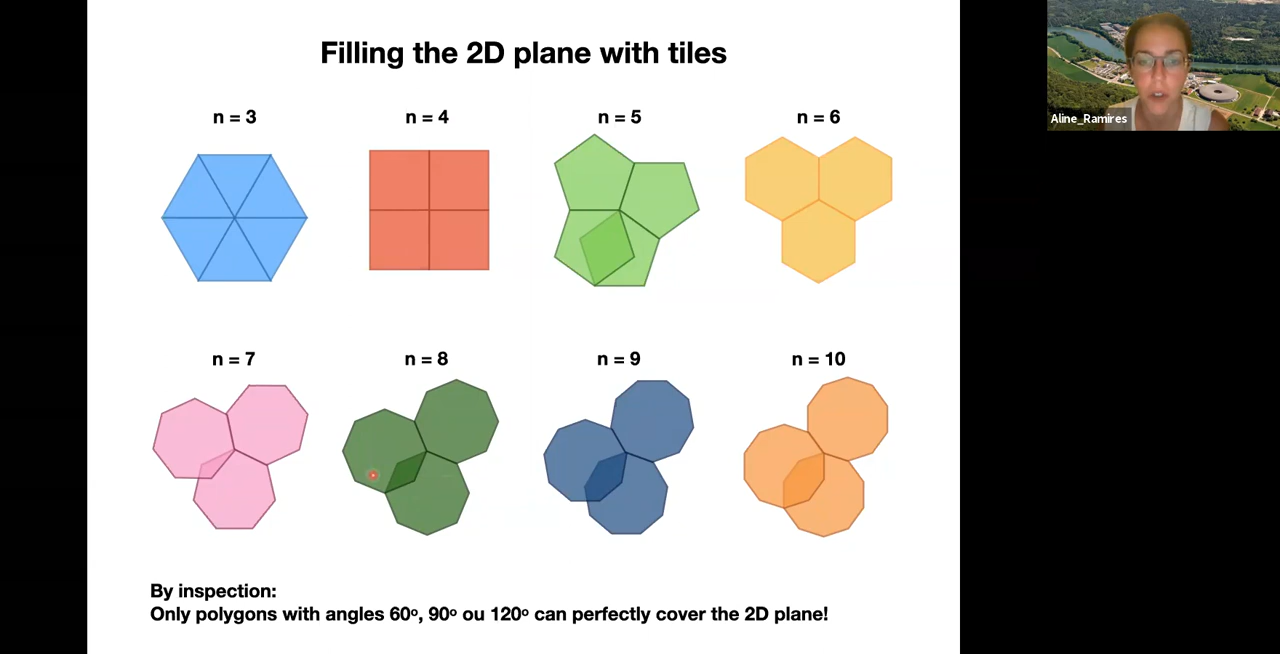 Filling the 2D plane with tiles
n = 3
n = 4
n = 5
n = 6
Aline_Ramires
n = 7
n = 8
n = 9
n = 10
By inspection:
Only polygons with angles 60º, 90º ou 120º can perfectly cover the 2D plane!